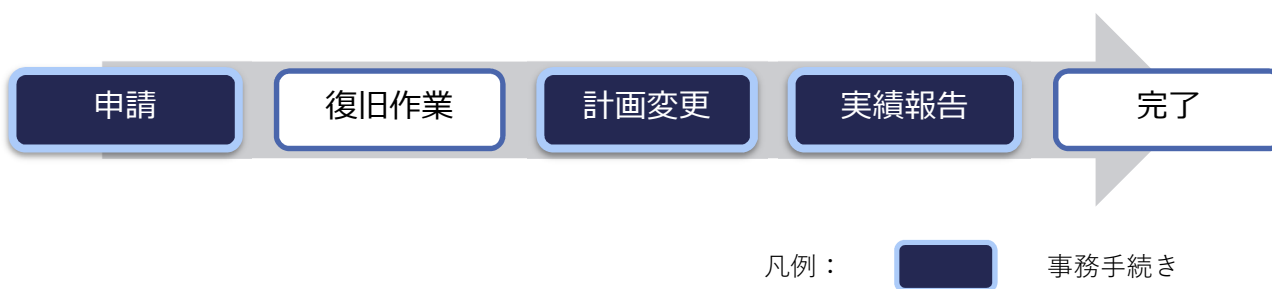 申請
復旧作業
計画変更
実績報告
完了
凡例：
事務手続き